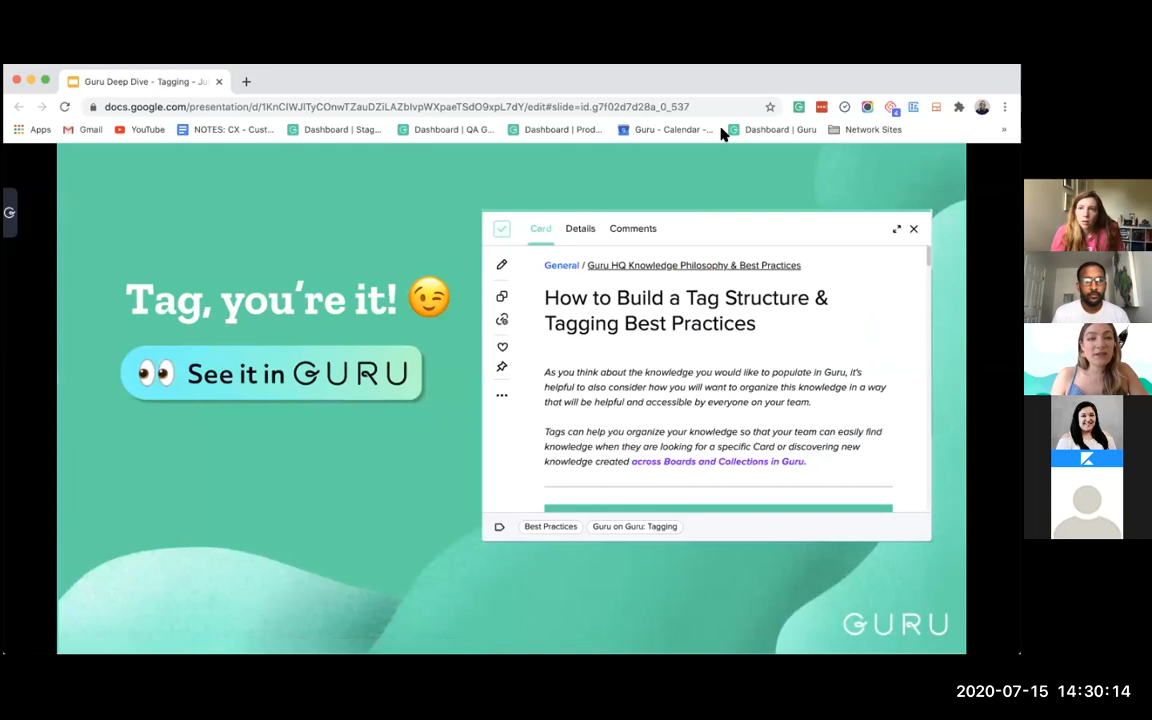 Guru Deep Dive - Tagging - Ju
docs.google.com/presentation/d/1KnCIWJITyCOnwTZauDZiLAZbIvpWXpaeTSdO9xpL7dY/edit#slide=id.g7f02d7d28a_0_537
Apps Gmail YouTube NOTES: CX - Cust... Dashboard | Stag... Dashboard | QA G... Dashboard | Prod... Guru - Calendar -... Dashboard | Guru Network Sites »
Tag, you're it!
See it in GURU
Card Details Comments
General / Guru HQ Knowledge Philosophy & Best Practices
How to Build a Tag Structure &
Tagging Best Practices
As you think about the knowledge you would like to populate in Guru, it's
helpful to also consider how you will want to organize this knowledge in a way
that will be helpful and accessible by everyone on your team.
Tags can help you organize your knowledge so that your team can easily find
knowledge when they are looking for a specific Card or discovering new
knowledge created across Boards and Collections in Guru.
Best Practices Guru on Guru: Tagging
GURU
2020-07-15 14:30:14